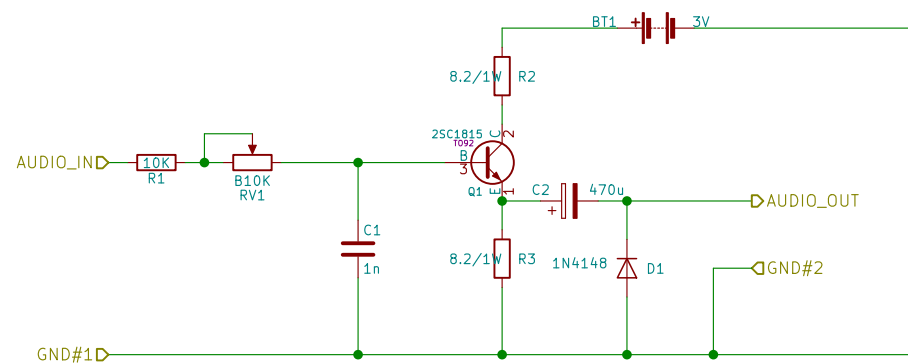 BT1 + 3V
8.2/1W R2
2SC1815
TO92
C 2
AUDIO_IN
10K
R1
B10K
RV1
B
3
Q1 E 1
C2 + 470u
AUDIO_OUT
C1
1n
8.2/1W R3
1N4148 D1
GND#2
GND#1